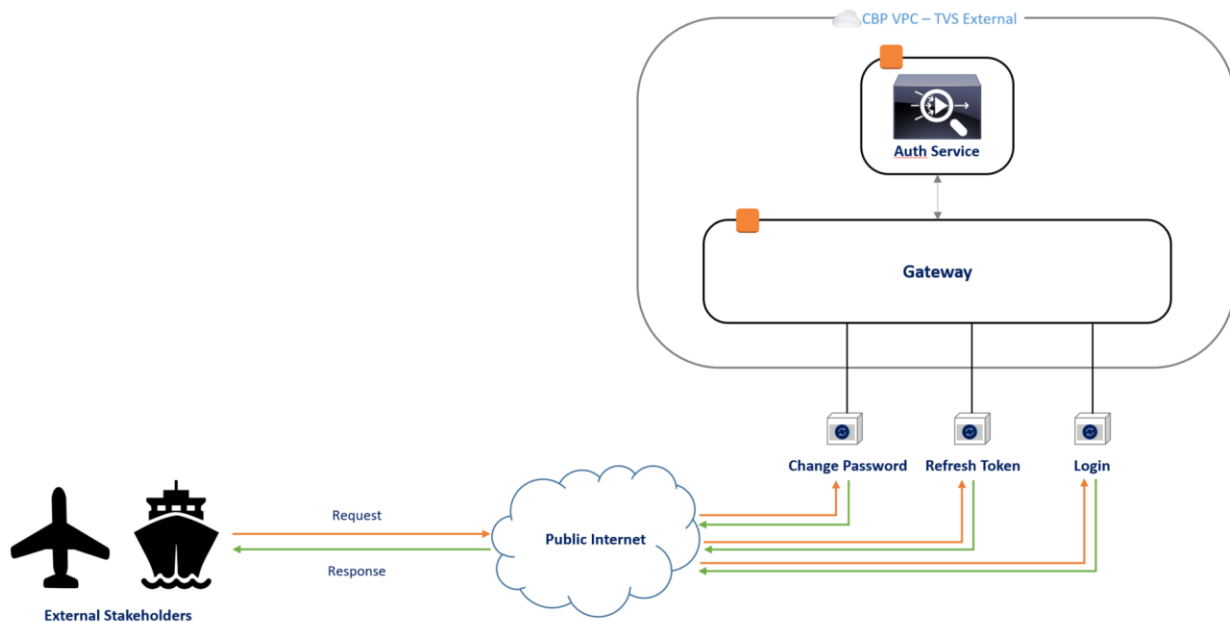 CBP VPC – TVS External
Auth Service
Gateway
Change Password
Refresh Token
Login
Request
Public Internet
Response
External Stakeholders